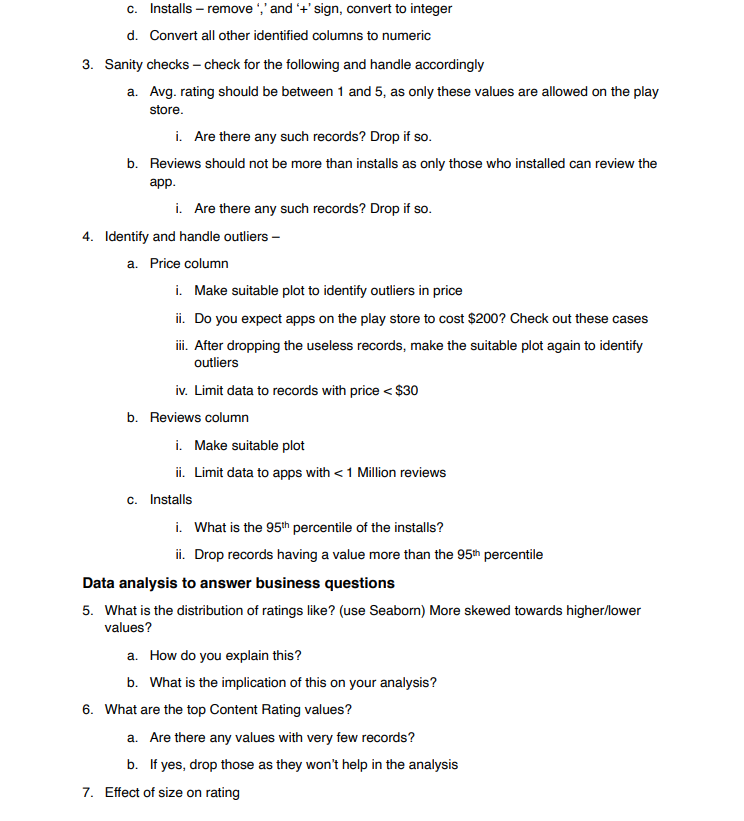 c. Installs – remove ‘,’ and ‘+’ sign, convert to integer
d. Convert all other identified columns to numeric
3. Sanity checks – check for the following and handle accordingly
a. Avg. rating should be between 1 and 5, as only these values are allowed on the play
store.
i. Are there any such records? Drop if so.
b. Reviews should not be more than installs as only those who installed can review the
app.
i. Are there any such records? Drop if so.
4. Identify and handle outliers –
a. Price column
i. Make suitable plot to identify outliers in price
ii. Do you expect apps on the play store to cost $200? Check out these cases
iii. After dropping the useless records, make the suitable plot again to identify
outliers
iv. Limit data to records with price < $30
b. Reviews column
i. Make suitable plot
ii. Limit data to apps with < 1 Million reviews
c. Installs
i. What is the 95th percentile of the installs?
ii. Drop records having a value more than the 95th percentile
Data analysis to answer business questions
5. What is the distribution of ratings like? (use Seaborn) More skewed towards higher/lower
values?
a. How do you explain this?
b. What is the implication of this on your analysis?
6. What are the top Content Rating values?
a. Are there any values with very few records?
b. If yes, drop those as they won’t help in the analysis
7. Effect of size on rating